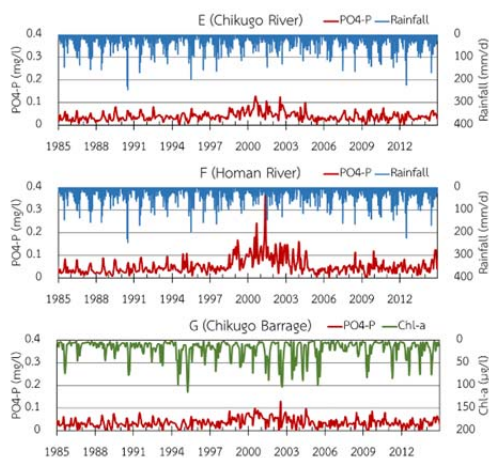 E (Chikugo River) PO4-P Rainfall
PO4-P (mg/l)
0.4
0.3
0.2
0.1
0
0
100
200
300
400
Rainfall (mm/d)
1985 1988 1991 1994 1997 2000 2003 2006 2009 2012
F (Homan River) PO4-P Rainfall
PO4-P (mg/l)
0.4
0.3
0.2
0.1
0
0
100
200
300
400
Rainfall (mm/d)
1985 1988 1991 1994 1997 2000 2003 2006 2009 2012
G (Chikugo Barrage) PO4-P Chl-a
PO4-P (mg/l)
0.4
0.3
0.2
0.1
0
0
50
100
150
200
Chl-a (µg/l)
1985 1988 1991 1994 1997 2000 2003 2006 2009 2012